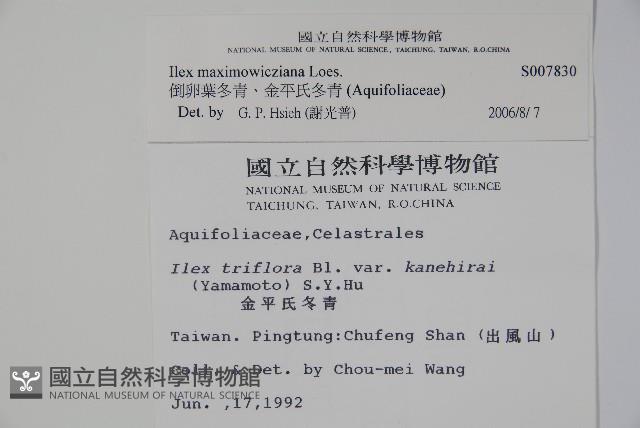 國立自然科學博物館
NATIONAL MUSEUM OF NATURAL SCIENCE, TAICHUNG, TAIWAN, R.O.CHINA
Ilex maximowicziana Loes. S007830
倒卵葉冬青、金平氏冬青 (Aquifoliaceae)
Det. by G. P. Hsieh (謝光普) 2006/8/ 7
國立自然科學博物館
NATIONAL MUSEUM OF NATURAL SCIENCE
TAICHUNG, TAIWAN, R.O.CHINA
Aquifoliaceae,Celastrales
Ilex triflora Bl. var. kanehirai
(Yamamoto) S.Y.Hu
金平氏冬青
Taiwan. Pingtung:Chufeng Shan (出風山)
Coll. & Det. by Chou-mei Wang
Jun. ,17,1992
國立自然科學博物館
NATIONAL MUSEUM OF NATURAL SCIENCE